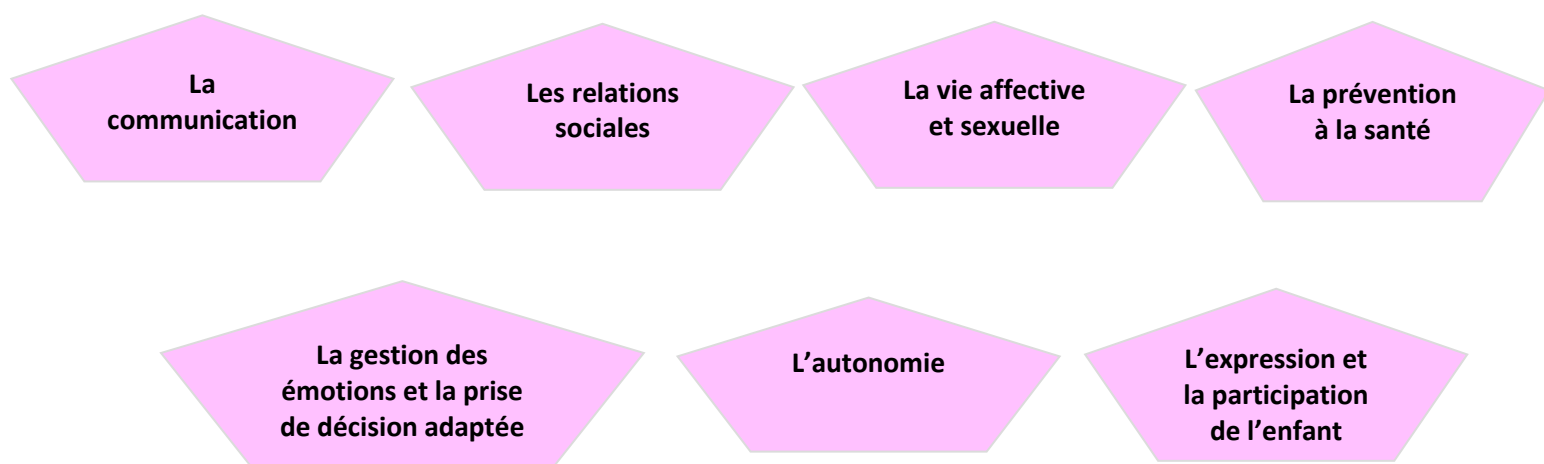 La
communication
Les relations
sociales
La vie affective
et sexuelle
La prévention
à la santé
La gestion des
émotions et la prise
de décision adaptée
L’autonomie
L’expression et
la participation
de l’enfant